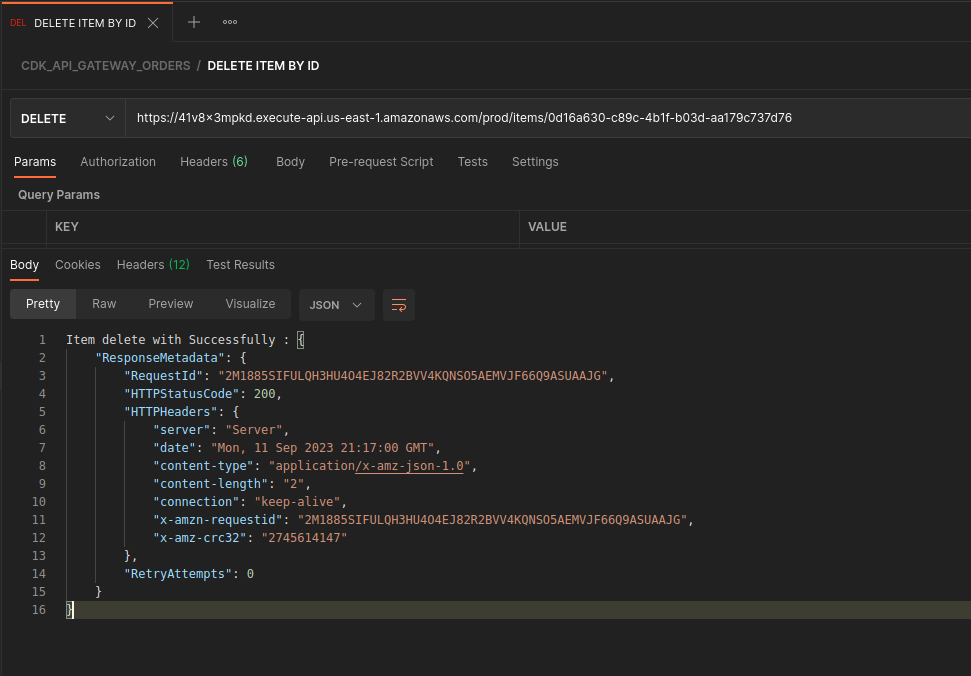 DEL DELETE ITEM BY ID
CDK_API_GATEWAY_ORDERS / DELETE ITEM BY ID
DELETE https://41v8x3mpkd.execute-api.us-east-1.amazonaws.com/prod/items/0d16a630-c89c-4b1f-b03d-aa179c737d76
Params Authorization Headers (6) Body Pre-request Script Tests Settings
Query Params
KEY VALUE
Body Cookies Headers (12) Test Results
Pretty Raw Preview Visualize JSON
1 Item delete with Successfully : {
2 "ResponseMetadata": {
3 "RequestId": "2M1885SIFULQH3HU4O4EJ82R2BVV4KQNSO5AEMVJF66Q9ASUAAJG",
4 "HTTPStatusCode": 200,
5 "HTTPHeaders": {
6 "server": "Server",
7 "date": "Mon, 11 Sep 2023 21:17:00 GMT",
8 "content-type": "application/x-amz-json-1.0",
9 "content-length": "2",
10 "connection": "keep-alive",
11 "x-amzn-requestid": "2M1885SIFULQH3HU4O4EJ82R2BVV4KQNSO5AEMVJF66Q9ASUAAJG",
12 "x-amz-crc32": "2745614147"
13 },
14 "RetryAttempts": 0
15 }
16 }